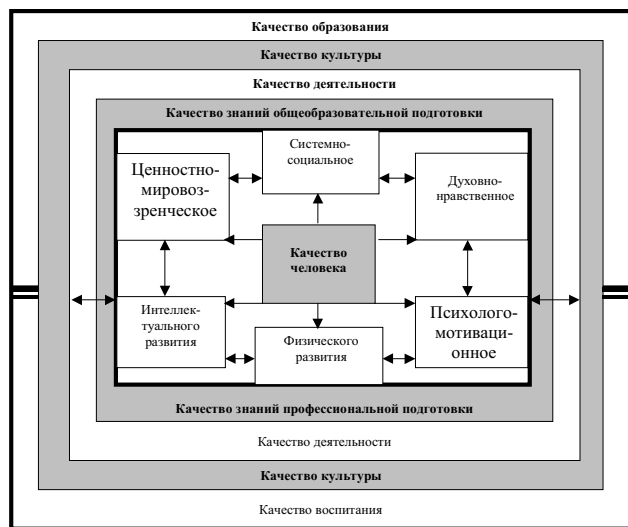 Качество образования
Качество культуры
Качество деятельности
Качество знаний общеобразовательной подготовки
Системно-
социальное
Ценностно-
мировоз-
зренческое
Духовно-
нравственное
Качество
человека
Интеллек-
туального
развития
Физического
развития
Психолого-
мотиваци-
онное
Качество знаний профессиональной подготовки
Качество деятельности
Качество культуры
Качество воспитания